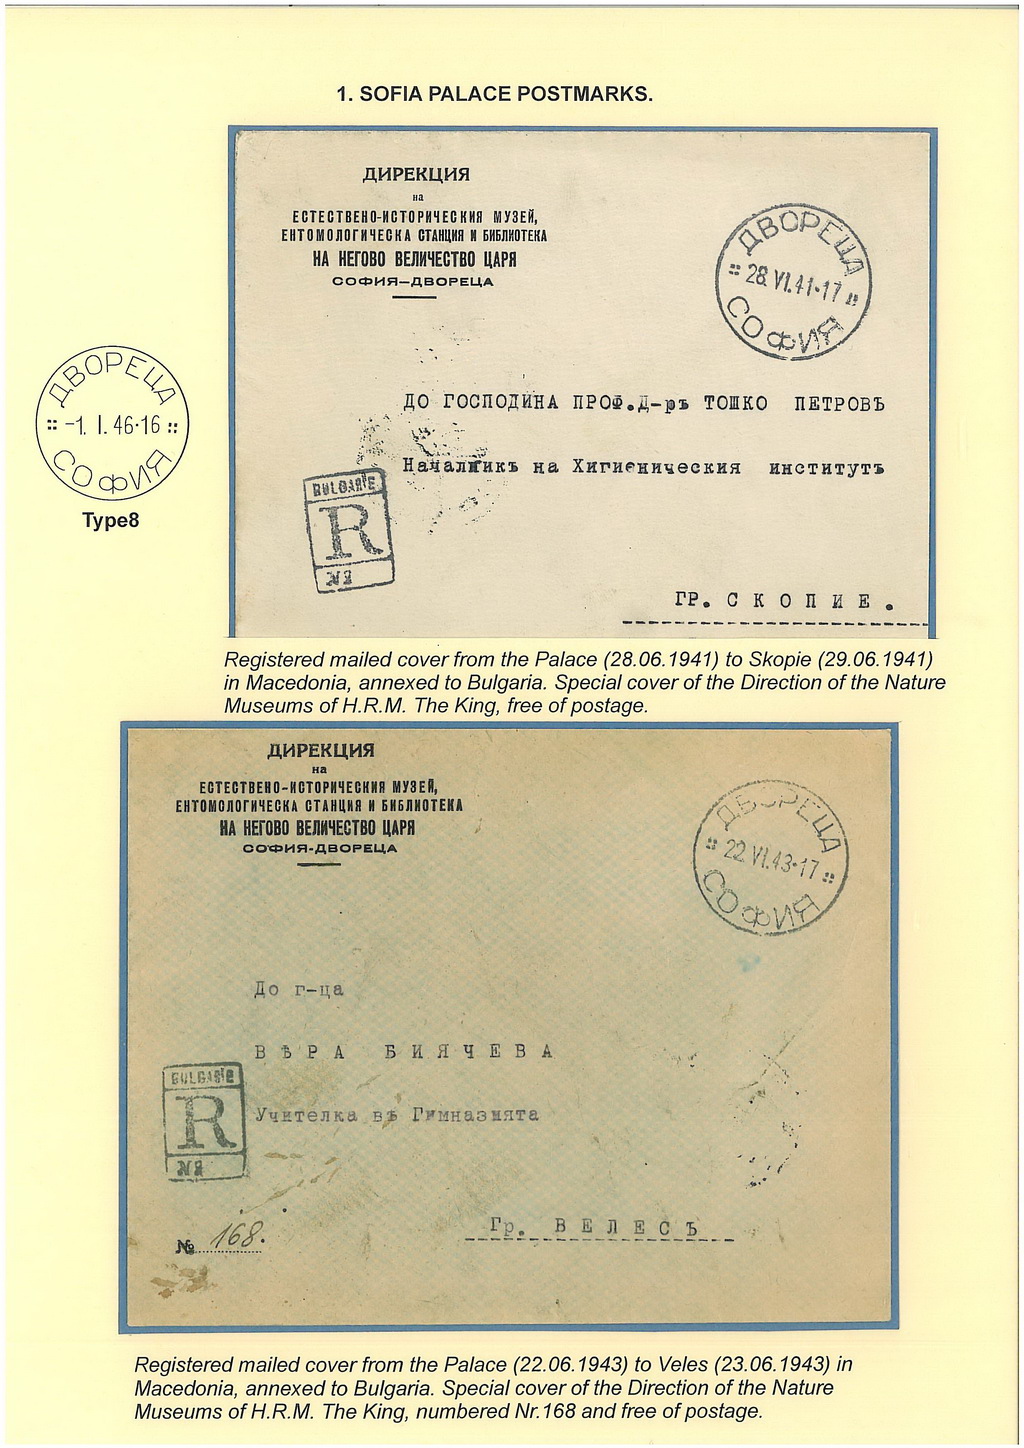 1. SOFIA PALACE POSTMARKS.
ДИРЕКЦИЯ
на
ЕСТЕСТВЕНО-ИСТОРИЧЕСКИЯ МУЗЕЙ,
ЕНТОМОЛОГИЧЕСКА СТАНЦИЯ И БИБЛИОТЕКА
НА НЕГОВО ВЕЛИЧЕСТВО ЦАРЯ
СОФИЯ–ДВОРЕЦА
ДВОРЕЦА
28.VI.41-17
СОФИЯ
ДО ГОСПОДИНА ПРОФ.Д-ръ ТОШКО ПЕТРОВЪ
Началникъ на Хигиеническия институтъ
BULGARIE
R
№
ГР. СКОПИЕ.
ДВОРЕЦА
-1. I. 46-16
СОФИЯ
Type8
Registered mailed cover from the Palace (28.06.1941) to Skopie (29.06.1941)
in Macedonia, annexed to Bulgaria. Special cover of the Direction of the Nature
Museums of H.R.M. The King, free of postage.
ДИРЕКЦИЯ
на
ЕСТЕСТВЕНО-ИСТОРИЧЕСКИЯ МУЗЕЙ,
ЕНТОМОЛОГИЧЕСКА СТАНЦИЯ И БИБЛИОТЕКА
НА НЕГОВО ВЕЛИЧЕСТВО ЦАРЯ
СОФИЯ-ДВОРЕЦА
ДВОРЕЦА
22.VI.43-17
СОФИЯ
До г-ца
ВѢРА БИЯЧЕВА
BULGARIE
R
№
Учителка въ Гимназията
№ 168.
Гр. ВЕЛЕСЪ
Registered mailed cover from the Palace (22.06.1943) to Veles (23.06.1943) in
Macedonia, annexed to Bulgaria. Special cover of the Direction of the Nature
Museums of H.R.M. The King, numbered Nr.168 and free of postage.